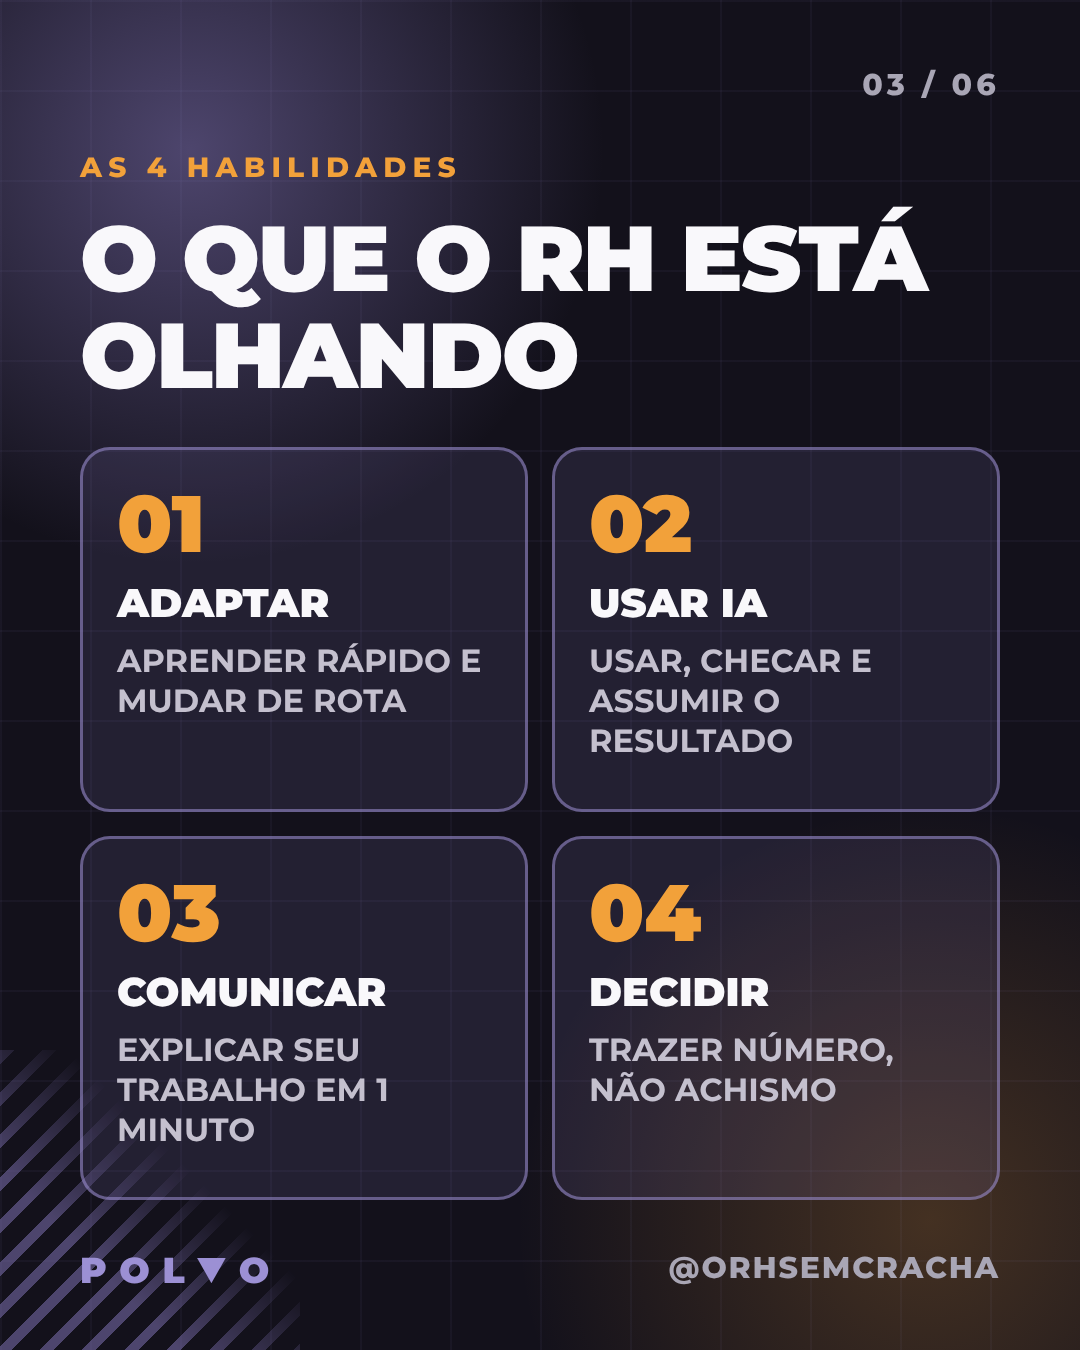 03 / 06
AS 4 HABILIDADES
O QUE O RH ESTÁ
OLHANDO
01
ADAPTAR
APRENDER RÁPIDO E
MUDAR DE ROTA
02
USAR IA
USAR, CHECAR E
ASSUMIR O
RESULTADO
03
COMUNICAR
EXPLICAR SEU
TRABALHO EM 1
MINUTO
04
DECIDIR
TRAZER NÚMERO,
NÃO ACHISMO
POL▼O
@ORHSEMCRACHA